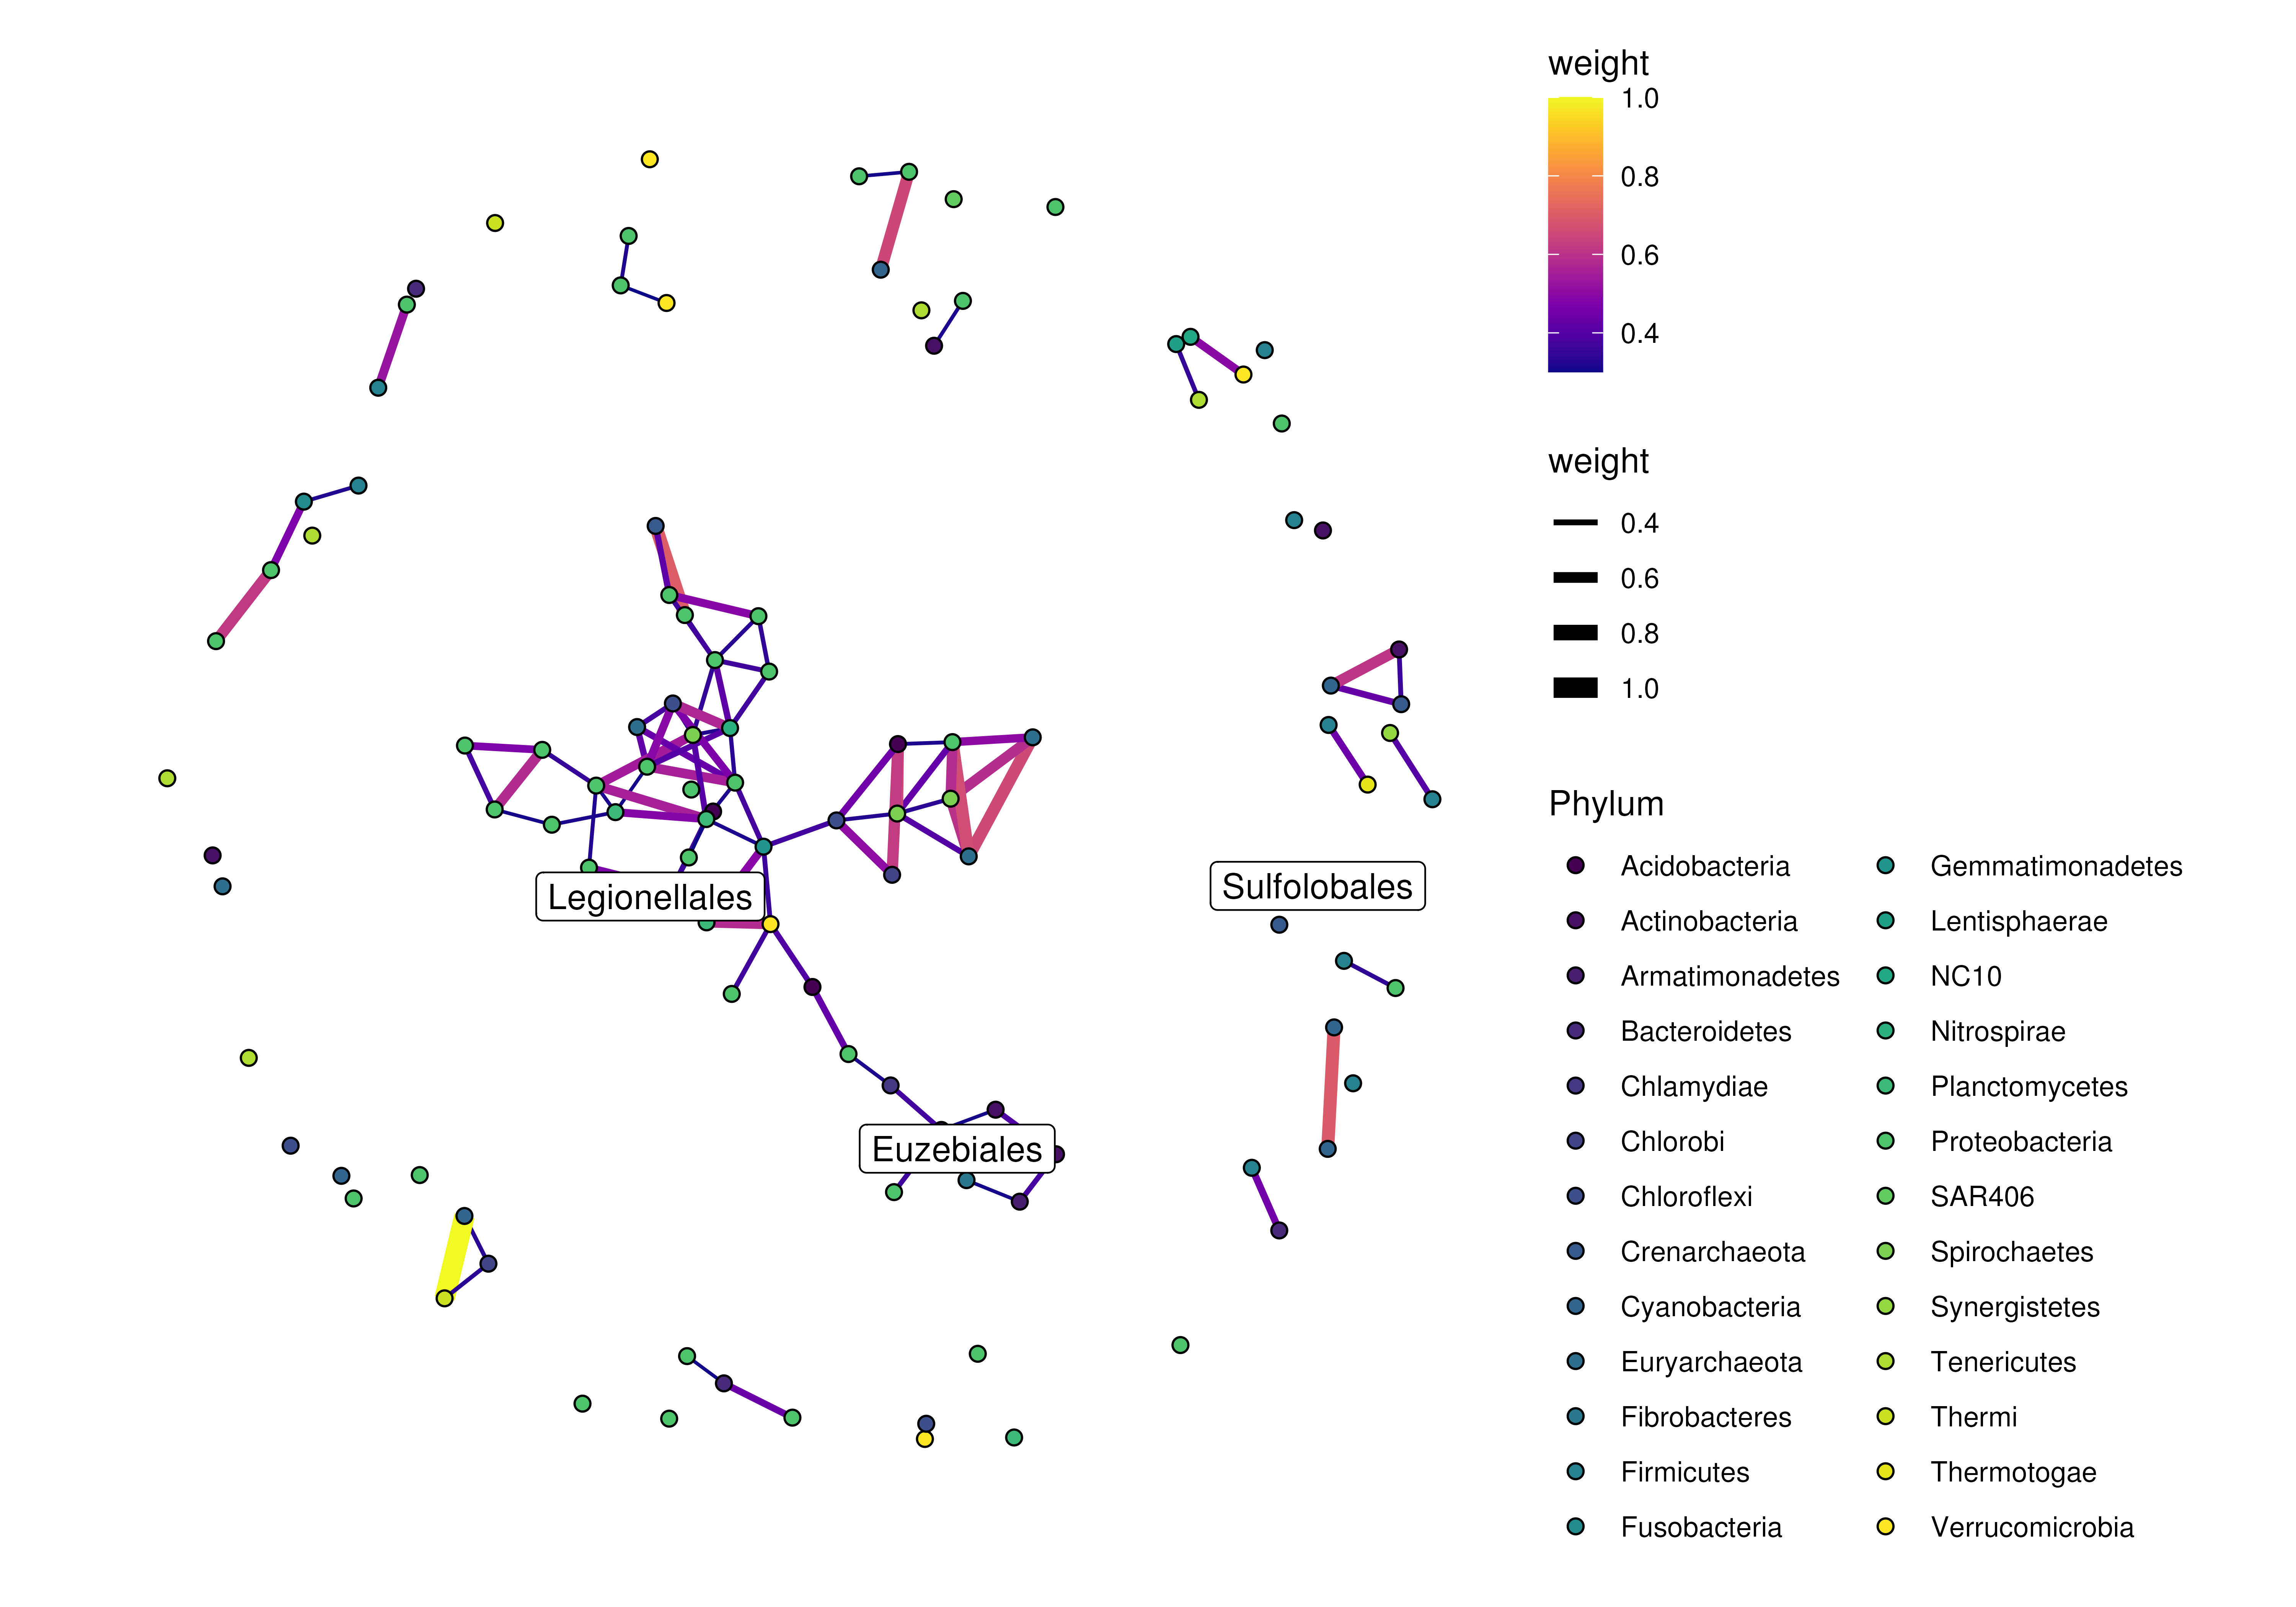 weight
1.0
0.8
0.6
0.4
weight
0.4
0.6
0.8
1.0
Phylum
Acidobacteria
Actinobacteria
Armatimonadetes
Bacteroidetes
Chlamydiae
Chlorobi
Chloroflexi
Crenarchaeota
Cyanobacteria
Euryarchaeota
Fibrobacteres
Firmicutes
Fusobacteria
Gemmatimonadetes
Lentisphaerae
NC10
Nitrospirae
Planctomycetes
Proteobacteria
SAR406
Spirochaetes
Synergistetes
Tenericutes
Thermi
Thermotogae
Verrucomicrobia
Legionellales
Sulfolobales
Euzebiales